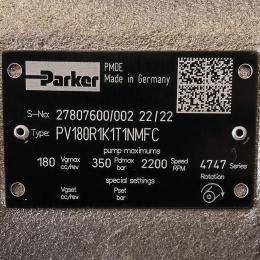 Parker
PMDE
Made in Germany
S-No: 27807600/002 22/22
Type: PV180R1K1T1NMFC
pump maximums
180 Vgmax cc/rev 350 Pdmax bar 2200 Speed RPM 4747 Series
special settings
Rotation
Vgset cc/rev Pset bar